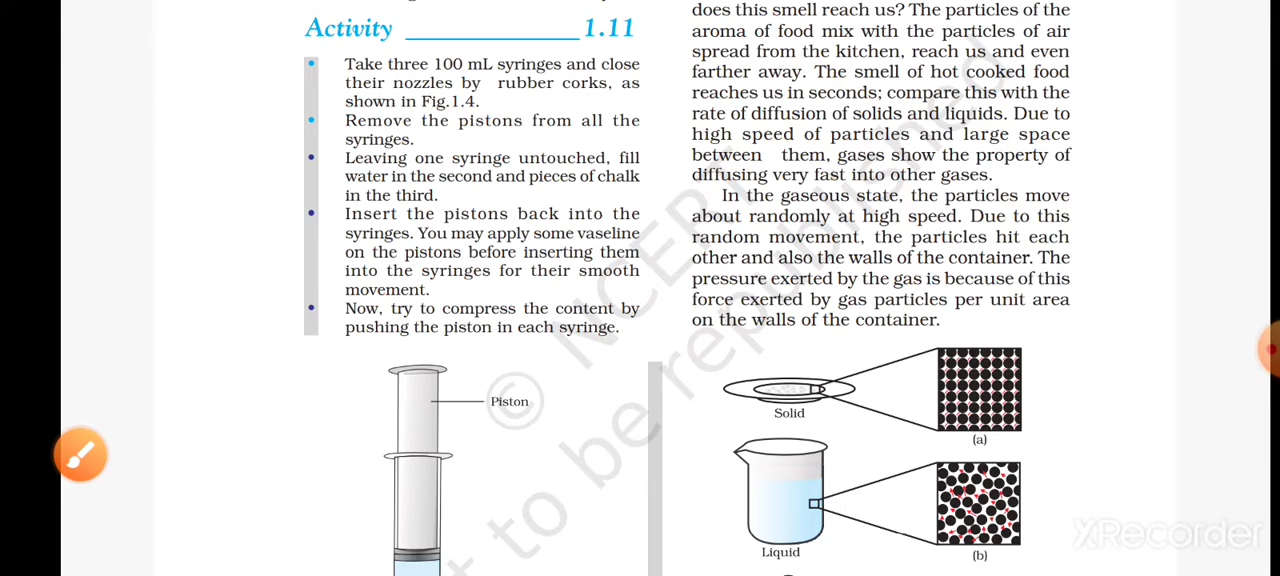 Activity ____________ 1.11
• Take three 100 mL syringes and close
their nozzles by rubber corks, as
shown in Fig.1.4.
• Remove the pistons from all the
syringes.
• Leaving one syringe untouched, fill
water in the second and pieces of chalk
in the third.
• Insert the pistons back into the
syringes. You may apply some vaseline
on the pistons before inserting them
into the syringes for their smooth
movement.
• Now, try to compress the content by
pushing the piston in each syringe.
Piston
does this smell reach us? The particles of the
aroma of food mix with the particles of air
spread from the kitchen, reach us and even
farther away. The smell of hot cooked food
reaches us in seconds; compare this with the
rate of diffusion of solids and liquids. Due to
high speed of particles and large space
between them, gases show the property of
diffusing very fast into other gases.
In the gaseous state, the particles move
about randomly at high speed. Due to this
random movement, the particles hit each
other and also the walls of the container. The
pressure exerted by the gas is because of this
force exerted by gas particles per unit area
on the walls of the container.
Solid
(a)
Liquid
(b)
© NCERT
to be republished
XRecorder